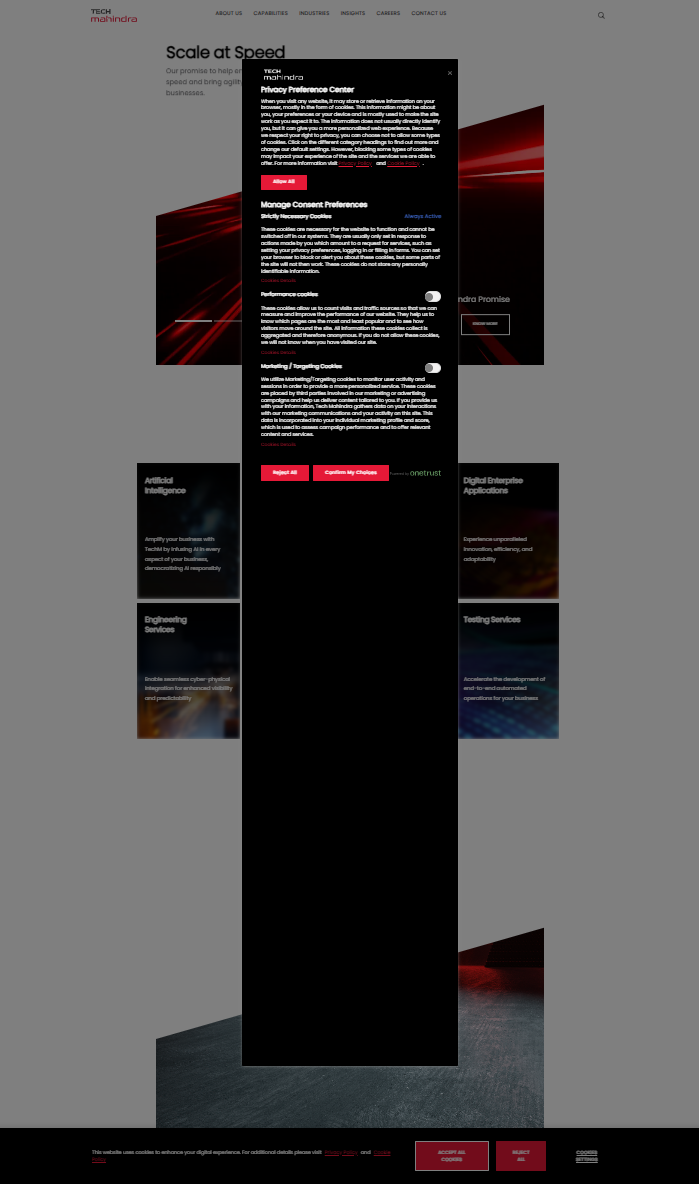 TECH
mahindra
ABOUT US CAPABILITIES INDUSTRIES INSIGHTS CAREERS CONTACT US
Scale at Speed
Our promise to help en
speed and bring agility
businesses.
TECH
mahindra
Privacy Preference Center
When you visit any website, it may store or retrieve information on your
browser, mostly in the form of cookies. This information might be about
you, your preferences or your device and is mostly used to make the site
work as you expect it to. The information does not usually directly identify
you, but it can give you a more personalized web experience. Because
we respect your right to privacy, you can choose not to allow some types
of cookies. Click on the different category headings to find out more and
change our default settings. However, blocking some types of cookies
may impact your experience of the site and the services we are able to
offer. For more information visit Privacy Policy and Cookie Policy .
Allow All
Manage Consent Preferences
Strictly Necessary Cookies Always Active
These cookies are necessary for the website to function and cannot be
switched off in our systems. They are usually only set in response to
actions made by you which amount to a request for services, such as
setting your privacy preferences, logging in or filling in forms. You can set
your browser to block or alert you about these cookies, but some parts of
the site will not then work. These cookies do not store any personally
identifiable information.
Cookies Details
Performance cookies
These cookies allow us to count visits and traffic sources so that we can
measure and improve the performance of our website. They help us to
know which pages are the most and least popular and to see how
visitors move around the site. All information these cookies collect is
aggregated and therefore anonymous. If you do not allow these cookies,
we will not know when you have visited our site.
Cookies Details
Marketing / Targeting Cookies
We utilize Marketing/Targeting cookies to monitor user activity and
sessions in order to provide a more personalized service. These cookies
are placed by third parties involved in our marketing or advertising
campaigns and help us deliver content tailored to you. If you provide us
with your information, Tech Mahindra gathers data on your interactions
with our marketing communications and your activity on this site. This
data is incorporated into your individual marketing profile and score,
which is used to assess campaign performance and to offer relevant
content and services.
Cookies Details
Reject All Confirm My Choices Powered by onetrust
ndra Promise
Artificial
Intelligence
Amplify your business with
TechM by infusing AI in every
aspect of your business,
democratizing AI responsibly
Digital Enterprise
Applications
Experience unparalleled
innovation, efficiency, and
adaptability
Engineering
Services
Enable seamless cyber-physical
integration for enhanced visibility
and predictability
Testing Services
Accelerate the development of
end-to-end automated
operations for your business
This website uses cookies to enhance your digital experience. For additional details please visit Privacy Policy and Cookie
Policy
ACCEPT ALL
COOKIES
REJECT
ALL
COOKIES
SETTINGS